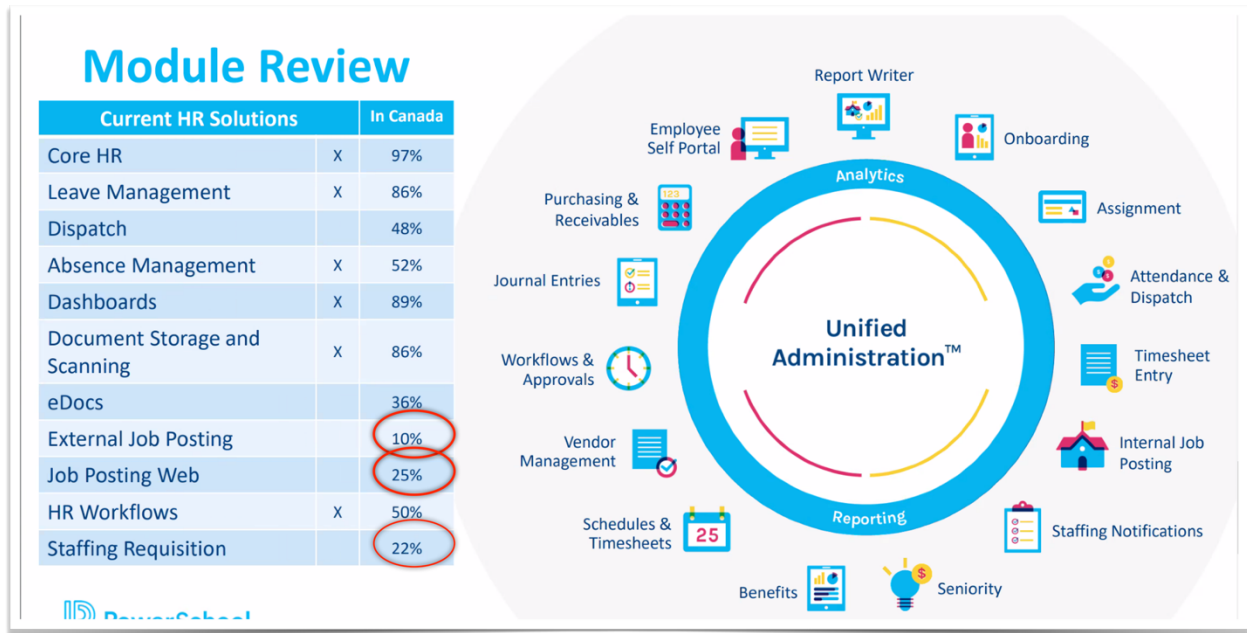 Module Review
Current HR Solutions In Canada
Core HR X 97%
Leave Management X 86%
Dispatch 48%
Absence Management X 52%
Dashboards X 89%
Document Storage and
Scanning X 86%
eDocs 36%
External Job Posting 10%
Job Posting Web 25%
HR Workflows X 50%
Staffing Requisition 22%
PowerSchool
Report Writer
Onboarding
Assignment
Attendance &
Dispatch
Timesheet
Entry
Internal Job
Posting
Staffing Notifications
Seniority
Benefits
Schedules &
Timesheets
25
Vendor
Management
Workflows &
Approvals
Journal Entries
Purchasing &
Receivables
123
Employee
Self Portal
Analytics
Unified
Administration™
Reporting